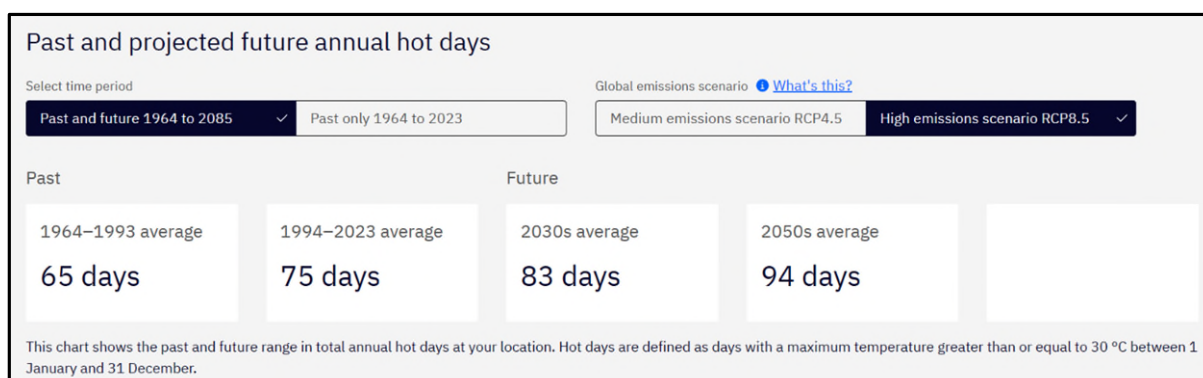 Past and projected future annual hot days
Select time period
Global emissions scenario What's this?
Past and future 1964 to 2085
Past only 1964 to 2023
Medium emissions scenario RCP4.5
High emissions scenario RCP8.5
Past
Future
1964–1993 average
65 days
1994–2023 average
75 days
2030s average
83 days
2050s average
94 days
This chart shows the past and future range in total annual hot days at your location. Hot days are defined as days with a maximum temperature greater than or equal to 30 °C between 1
January and 31 December.